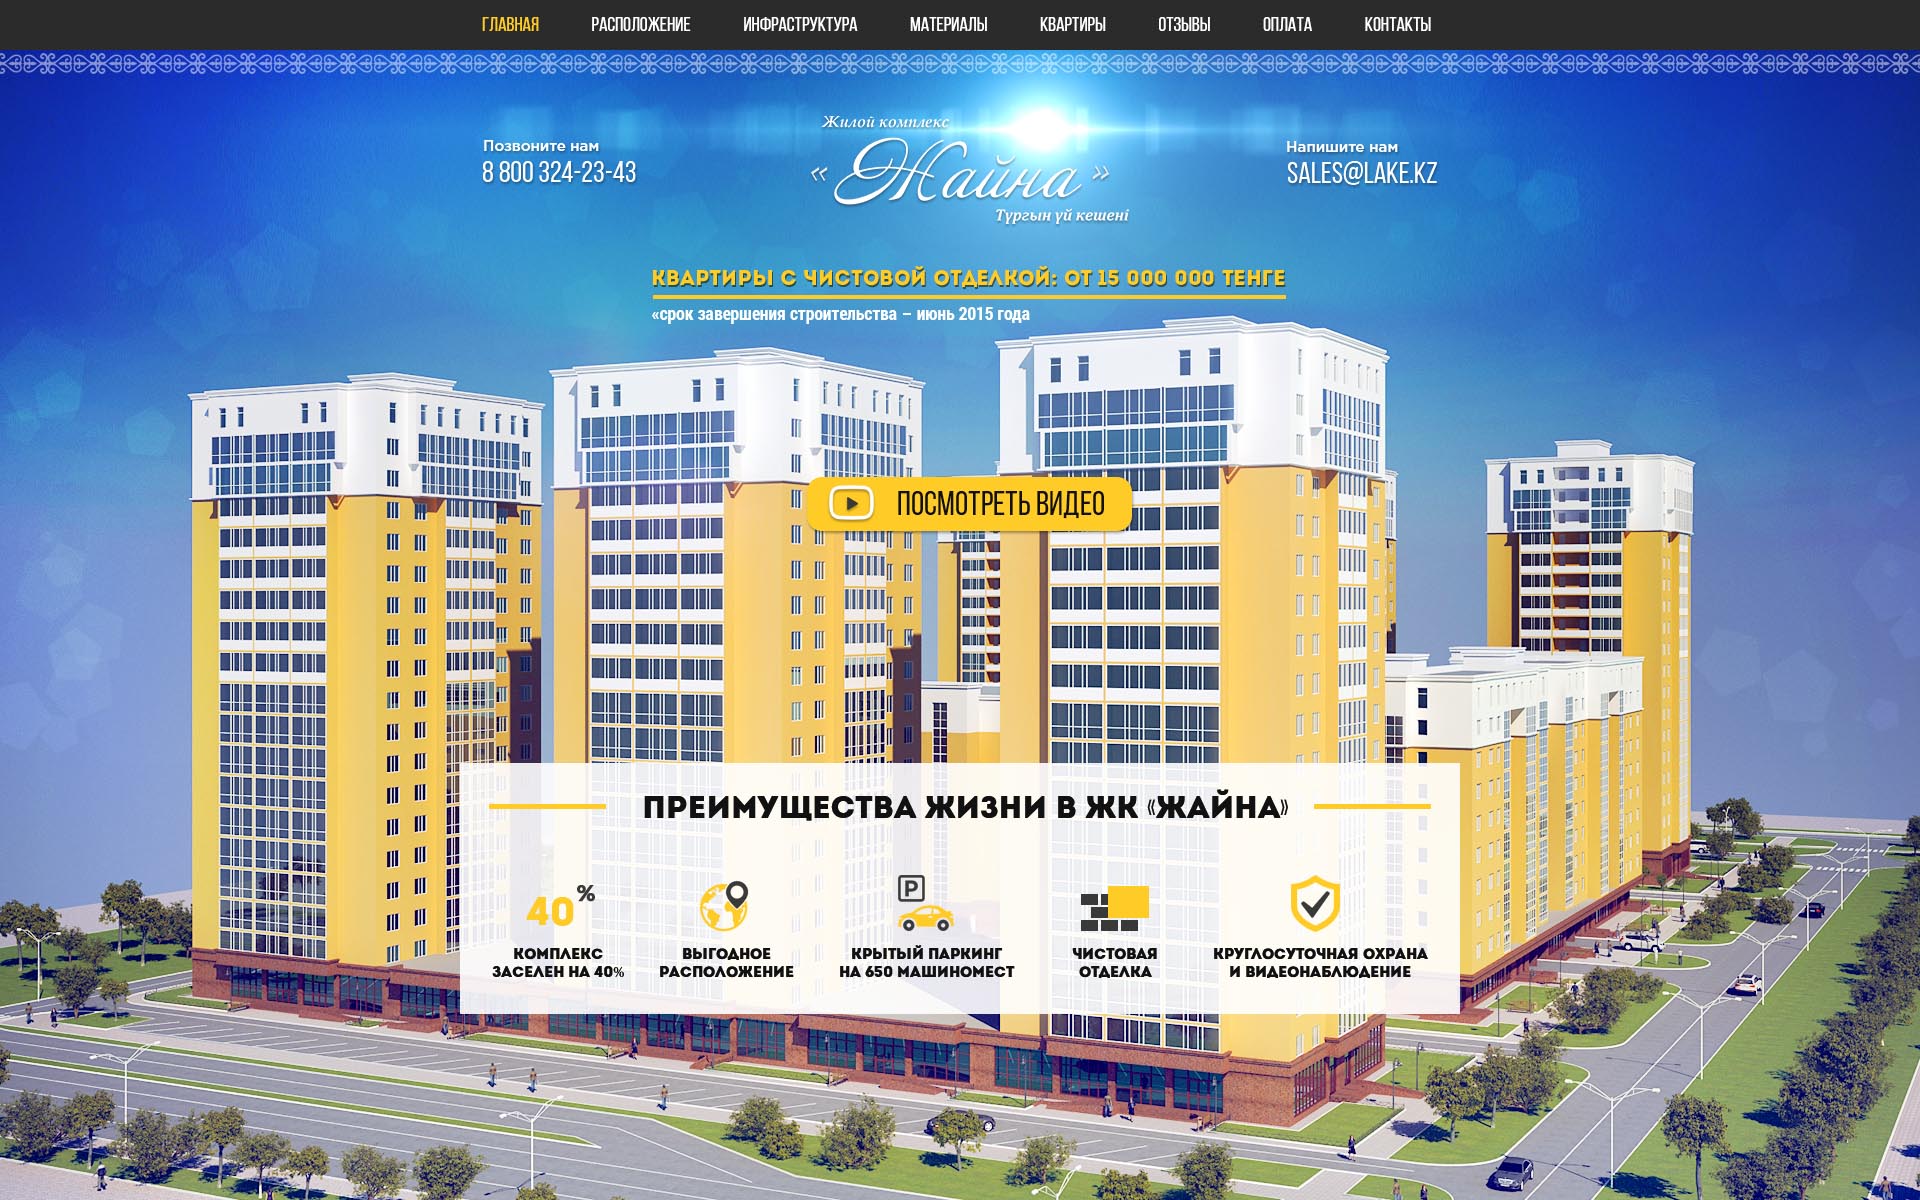 ГЛАВНАЯ РАСПОЛОЖЕНИЕ ИНФРАСТРУКТУРА МАТЕРИАЛЫ КВАРТИРЫ ОТЗЫВЫ ОПЛАТА КОНТАКТЫ
Жилой комплекс
Позвоните нам
8 800 324-23-43
«Жайна»
Тұргын үй кешені
Напишите нам
SALES@LAKE.KZ
КВАРТИРЫ С ЧИСТОВОЙ ОТДЕЛКОЙ: ОТ 15 000 000 ТЕНГЕ
«срок завершения строительства – июнь 2015 года
ПОСМОТРЕТЬ ВИДЕО
ПРЕИМУЩЕСТВА ЖИЗНИ В ЖК «ЖАЙНА»
40%
КОМПЛЕКС
ЗАСЕЛЕН НА 40%
ВЫГОДНОЕ
РАСПОЛОЖЕНИЕ
P
КРЫТЫЙ ПАРКИНГ
НА 650 МАШИНОМЕСТ
ЧИСТОВАЯ
ОТДЕЛКА
КРУГЛОСУТОЧНАЯ ОХРАНА
И ВИДЕОНАБЛЮДЕНИЕ